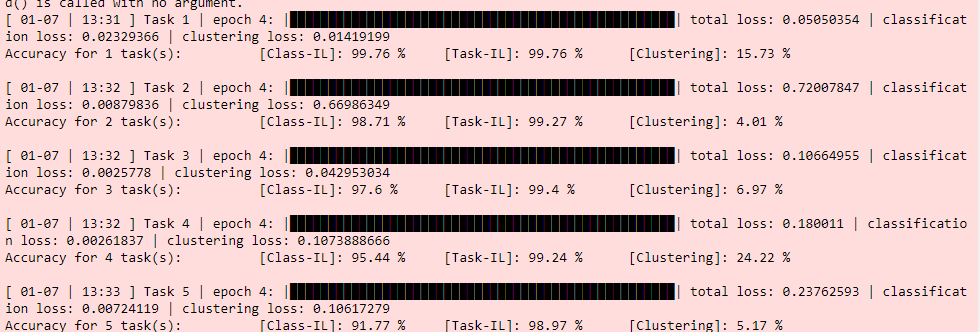 d() is called with no argument.
[ 01-07 | 13:31 ] Task 1 | epoch 4: || total loss: 0.05050354 | classificat
ion loss: 0.02329366 | clustering loss: 0.01419199
Accuracy for 1 task(s): [Class-IL]: 99.76 % [Task-IL]: 99.76 % [Clustering]: 15.73 %
[ 01-07 | 13:32 ] Task 2 | epoch 4: || total loss: 0.72007847 | classificat
ion loss: 0.00879836 | clustering loss: 0.66986349
Accuracy for 2 task(s): [Class-IL]: 98.71 % [Task-IL]: 99.27 % [Clustering]: 4.01 %
[ 01-07 | 13:32 ] Task 3 | epoch 4: || total loss: 0.10664955 | classificat
ion loss: 0.0025778 | clustering loss: 0.042953034
Accuracy for 3 task(s): [Class-IL]: 97.6 % [Task-IL]: 99.4 % [Clustering]: 6.97 %
[ 01-07 | 13:32 ] Task 4 | epoch 4: || total loss: 0.180011 | classificatio
n loss: 0.00261837 | clustering loss: 0.1073888666
Accuracy for 4 task(s): [Class-IL]: 95.44 % [Task-IL]: 99.24 % [Clustering]: 24.22 %
[ 01-07 | 13:33 ] Task 5 | epoch 4: || total loss: 0.23762593 | classificat
ion loss: 0.00724119 | clustering loss: 0.10617279
Accuracy for 5 task(s): [Class-IL]: 91.77 % [Task-IL]: 98.97 % [Clustering]: 5.17 %